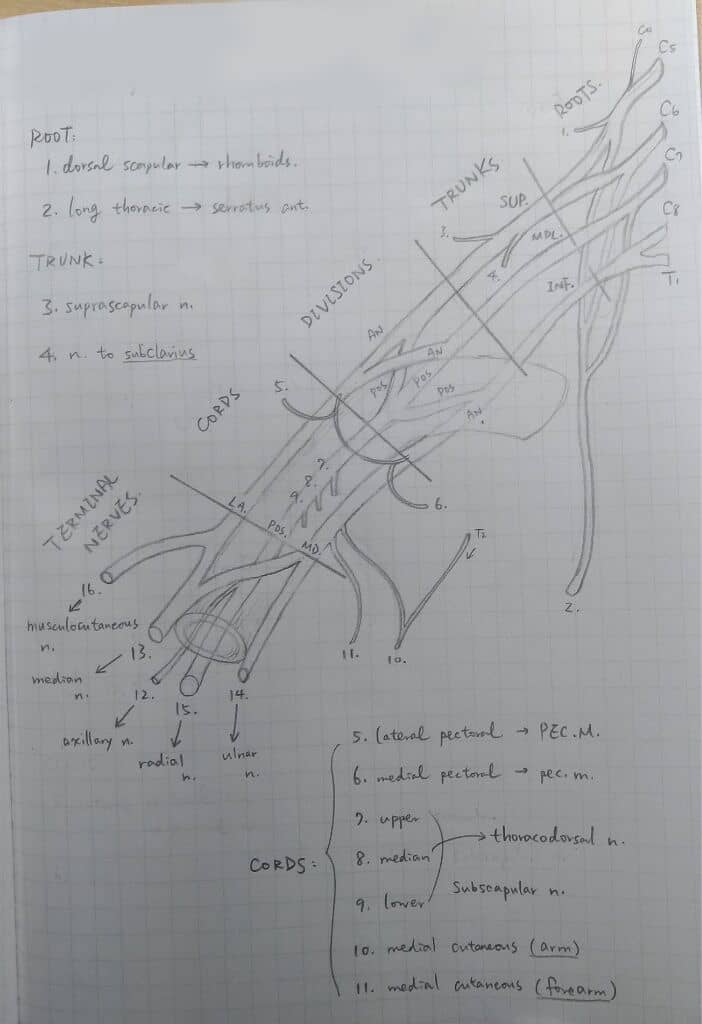 ROOT:
1. dorsal scapular → rhomboids.
2. long thoracic → serratus ant.
TRUNK:
3. suprascapular n.
4. n. to subclavius
ROOTS.
C5
C6
C7
C8
T1
1.
TRUNKS
SUP.
MDL.
INF.
3.
4.
2.
DIVISIONS.
AN
AN
POS
POS
POS
AN.
CORDS
5.
6.
7.
8.
9.
LA.
POS.
MD.
T2
11.
10.
TERMINAL
NERVES.
16.
musculocutaneous
n.
13.
median
n.
12.
axillary n.
15.
radial
n.
14.
ulnar
n.
CORDS:
5. lateral pectoral → PEC.M.
6. medial pectoral → pec.m.
7. upper
8. median
→ thoracodorsal n.
Subscapular n.
9. lower
10. medial cutaneous (arm)
11. medial cutaneous (forearm)